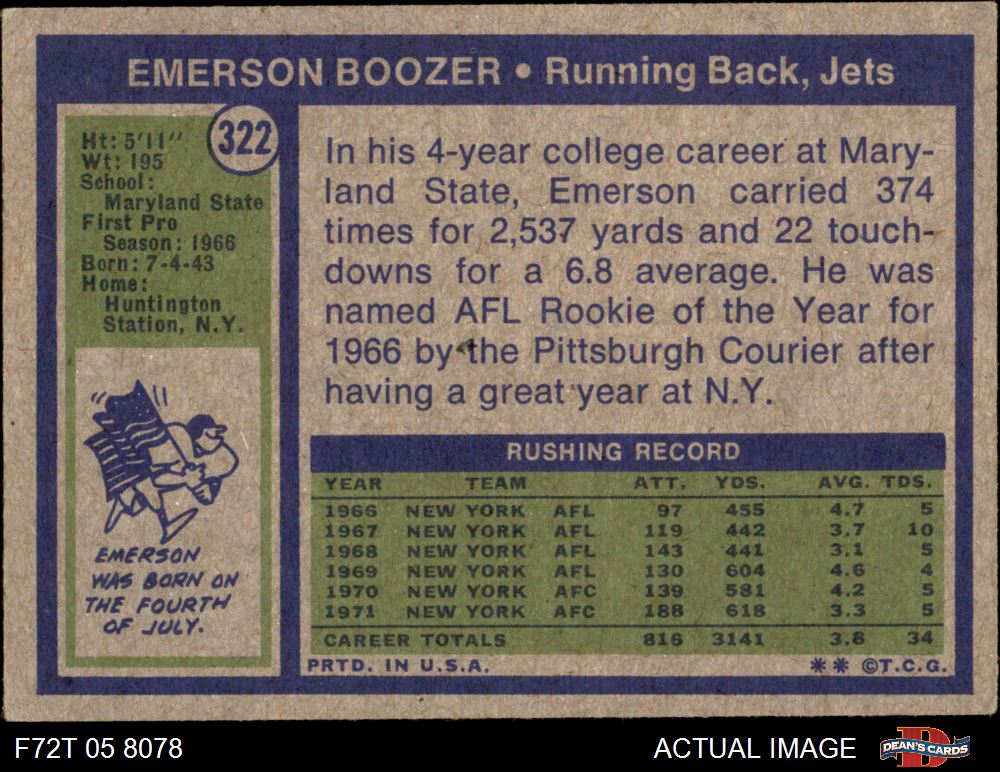 EMERSON BOOZER • Running Back, Jets
322
Ht: 5'11"
Wt: 195
School:
Maryland State
First Pro
Season: 1966
Born: 7-4-43
Home:
Huntington
Station, N.Y.
EMERSON
WAS BORN ON
THE FOURTH
OF JULY.
In his 4-year college career at Mary-
land State, Emerson carried 374
times for 2,537 yards and 22 touch-
downs for a 6.8 average. He was
named AFL Rookie of the Year for
1966 by the Pittsburgh Courier after
having a great year at N.Y.
RUSHING RECORD
YEAR TEAM ATT. YDS. AVG. TDS.
1966 NEW YORK AFL 97 455 4.7 5
1967 NEW YORK AFL 119 442 3.7 10
1968 NEW YORK AFL 143 441 3.1 5
1969 NEW YORK AFL 130 604 4.6 4
1970 NEW YORK AFC 139 581 4.2 5
1971 NEW YORK AFC 188 618 3.3 5
CAREER TOTALS 816 3141 3.8 34
PRTD. IN U.S.A. ** ©T.C.G.
F72T 05 8078 ACTUAL IMAGE DEAN'S CARDS